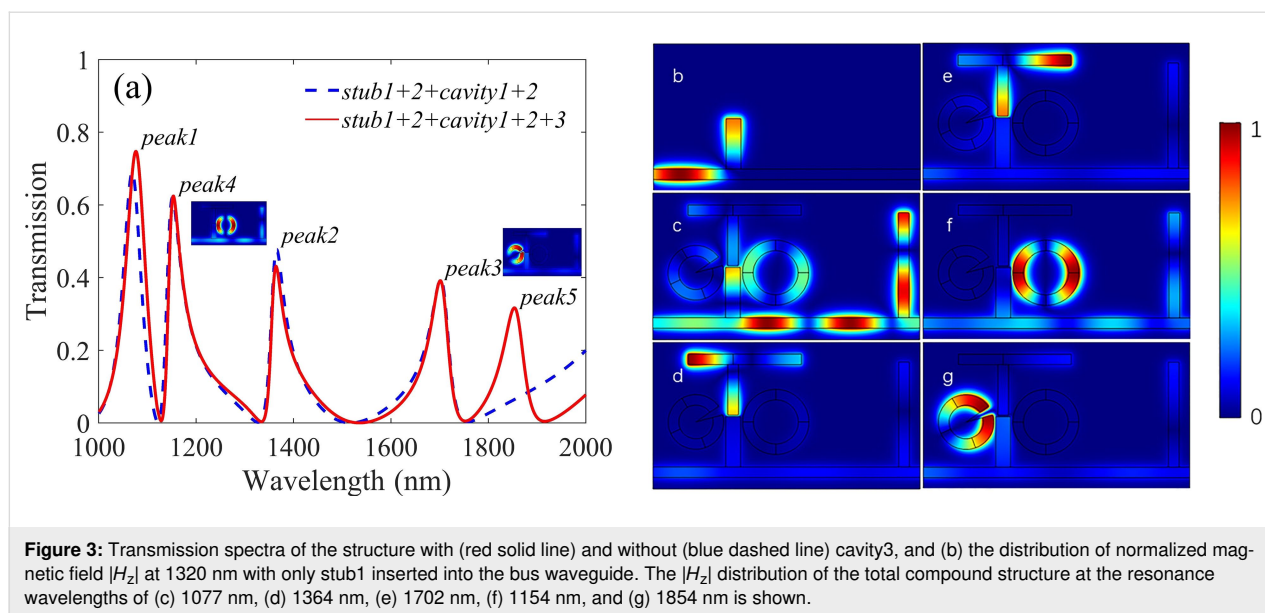 (a)
stub1+2+cavity1+2
stub1+2+cavity1+2+3
peak1
peak4
peak2
peak3
peak5
Transmission
1
0.8
0.6
0.4
0.2
0
1000
1200
1400
1600
1800
2000
Wavelength (nm)
b
e
c
f
d
g
1
0
Figure 3: Transmission spectra of the structure with (red solid line) and without (blue dashed line) cavity3, and (b) the distribution of normalized mag-
netic field |Hz| at 1320 nm with only stub1 inserted into the bus waveguide. The |Hz| distribution of the total compound structure at the resonance
wavelengths of (c) 1077 nm, (d) 1364 nm, (e) 1702 nm, (f) 1154 nm, and (g) 1854 nm is shown.